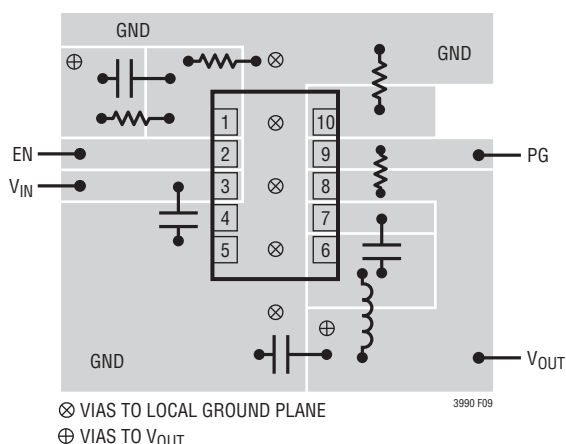 GND
GND
1
10
EN
2
9
PG
VIN
3
8
4
7
5
6
GND
VOUT
3990 F09
⊗ VIAS TO LOCAL GROUND PLANE
⊕ VIAS TO VOUT